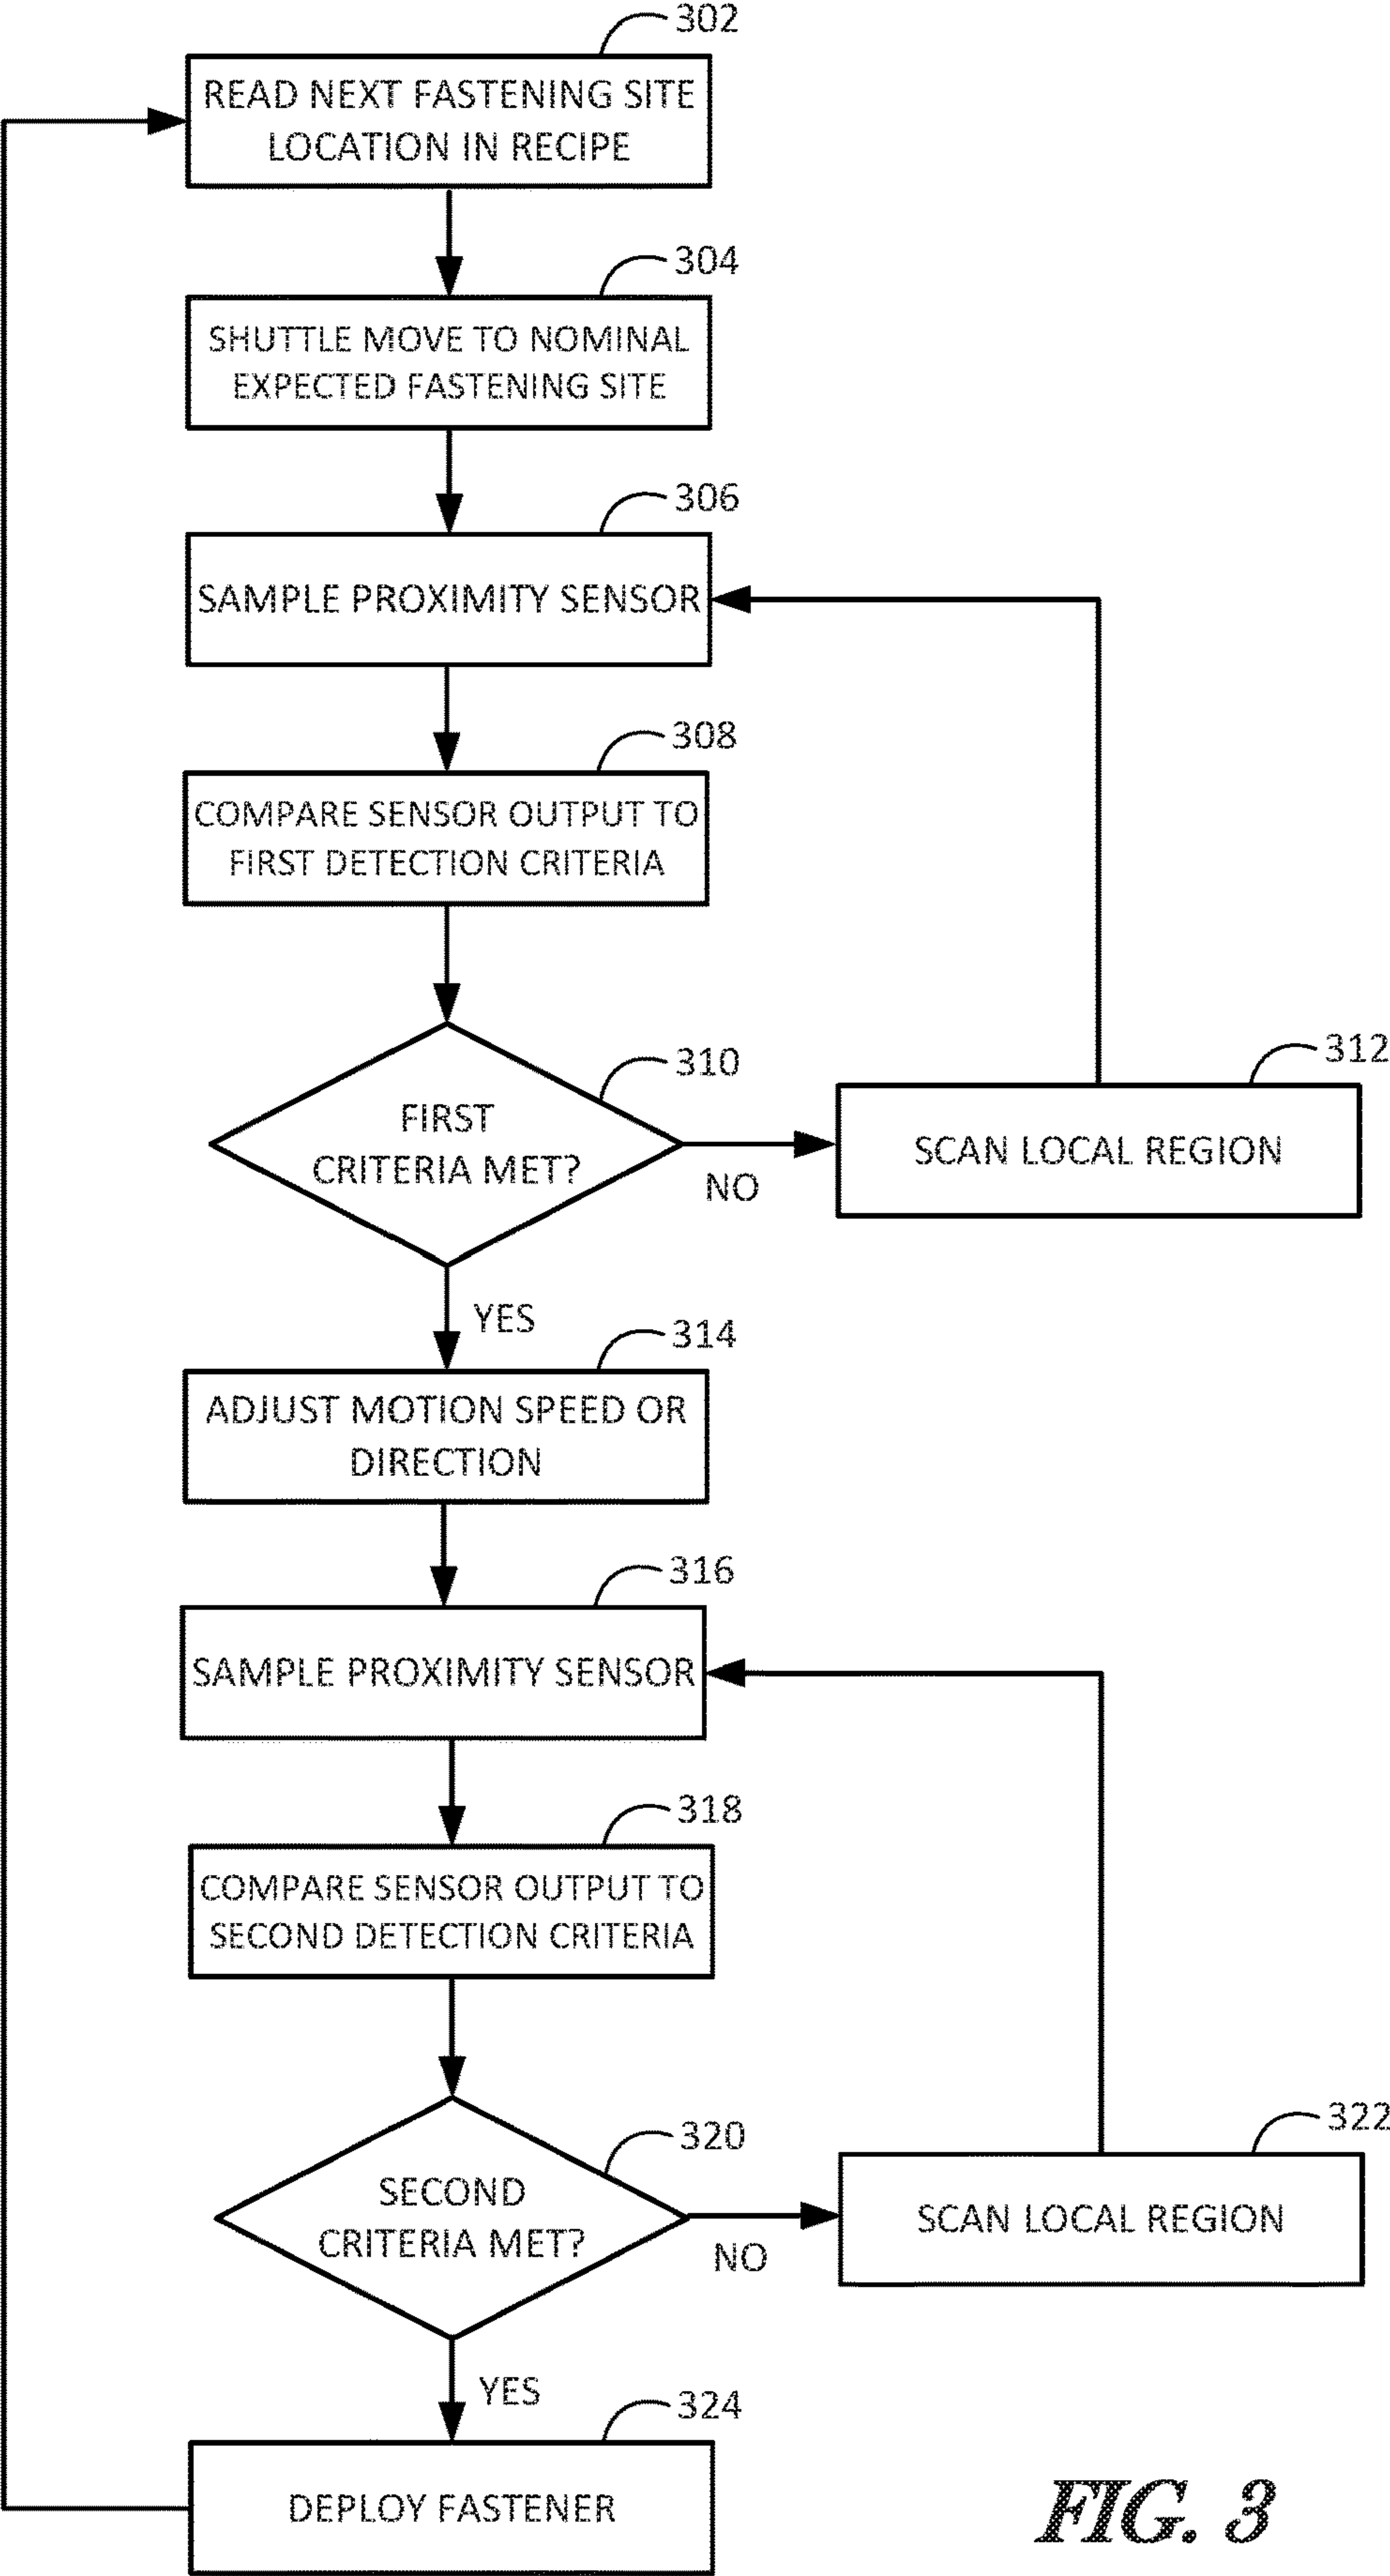 302
READ NEXT FASTENING SITE
LOCATION IN RECIPE
304
SHUTTLE MOVE TO NOMINAL
EXPECTED FASTENING SITE
306
SAMPLE PROXIMITY SENSOR
308
COMPARE SENSOR OUTPUT TO
FIRST DETECTION CRITERIA
310
FIRST
CRITERIA MET?
NO
312
SCAN LOCAL REGION
YES
314
ADJUST MOTION SPEED OR
DIRECTION
316
SAMPLE PROXIMITY SENSOR
318
COMPARE SENSOR OUTPUT TO
SECOND DETECTION CRITERIA
320
SECOND
CRITERIA MET?
NO
322
SCAN LOCAL REGION
YES
324
DEPLOY FASTENER
FIG. 3